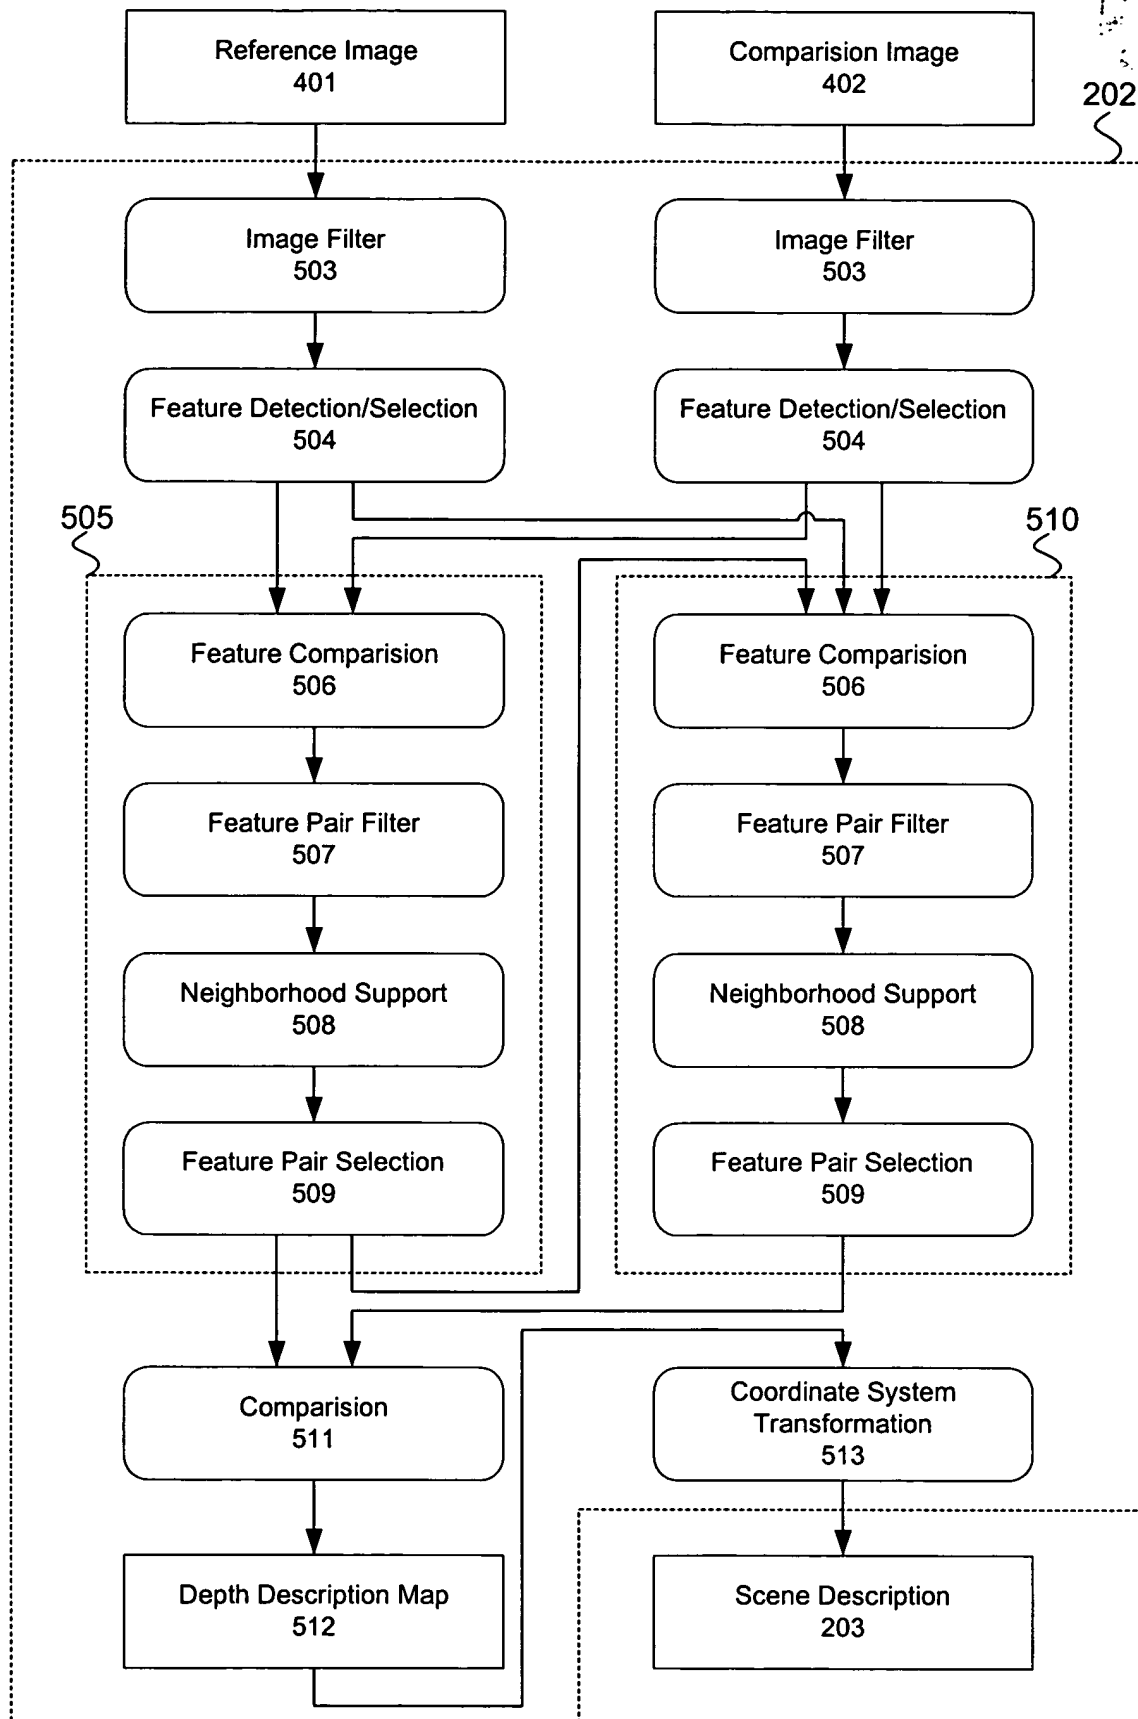 Reference Image
401
Comparision Image
402
202
Image Filter
503
Image Filter
503
Feature Detection/Selection
504
Feature Detection/Selection
504
505
510
Feature Comparision
506
Feature Comparision
506
Feature Pair Filter
507
Feature Pair Filter
507
Neighborhood Support
508
Neighborhood Support
508
Feature Pair Selection
509
Feature Pair Selection
509
Comparision
511
Coordinate System
Transformation
513
Depth Description Map
512
Scene Description
203